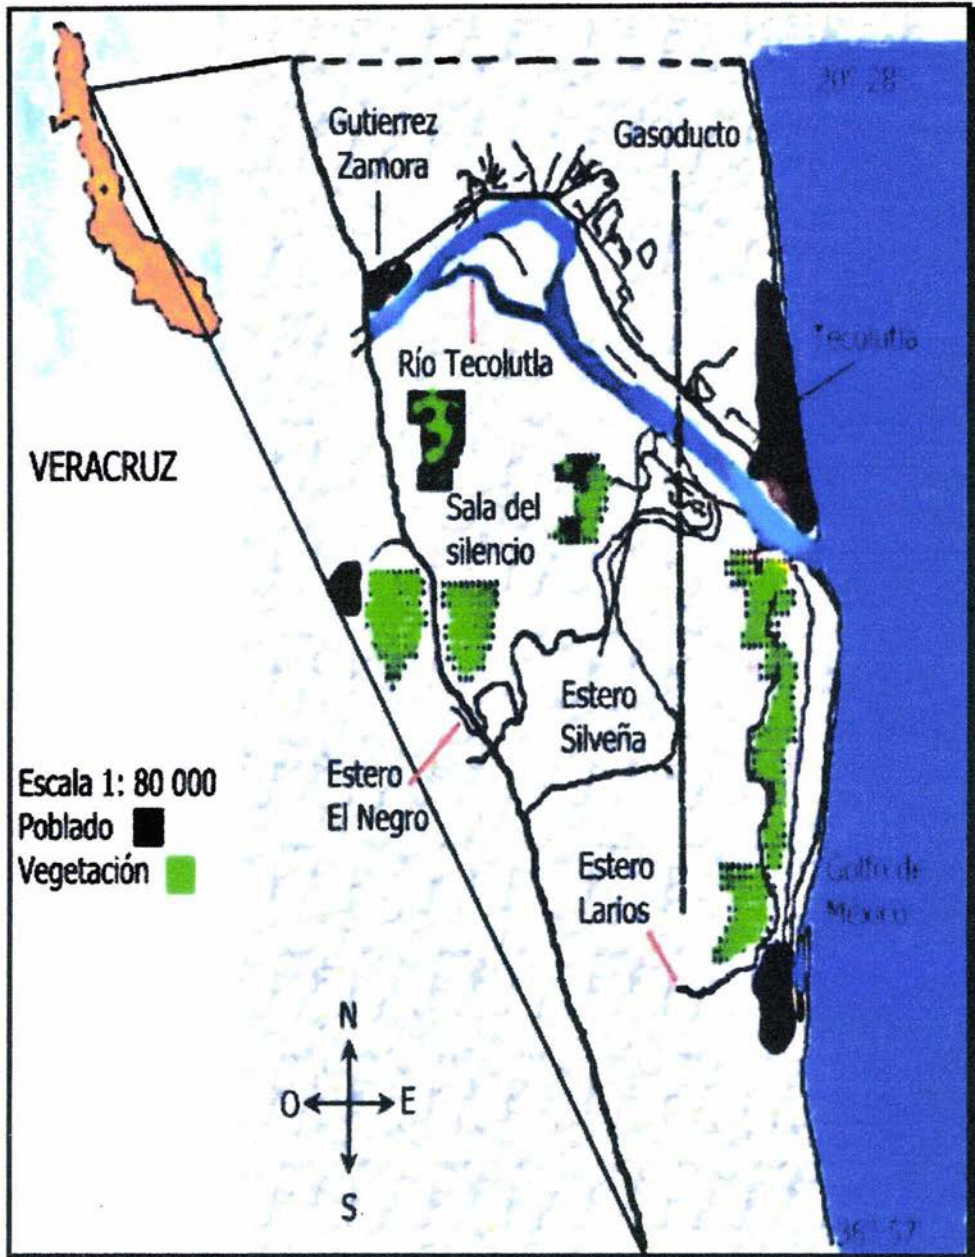 20° 28'
Gutierrez
Zamora
Gasoducto
Tecolutla
Río Tecolutla
VERACRUZ
Sala del
silencio
Estero
Silveña
Estero
El Negro
Escala 1: 80 000
Poblado
Vegetación
Estero
Larios
Golfo de
México
N
O E
S